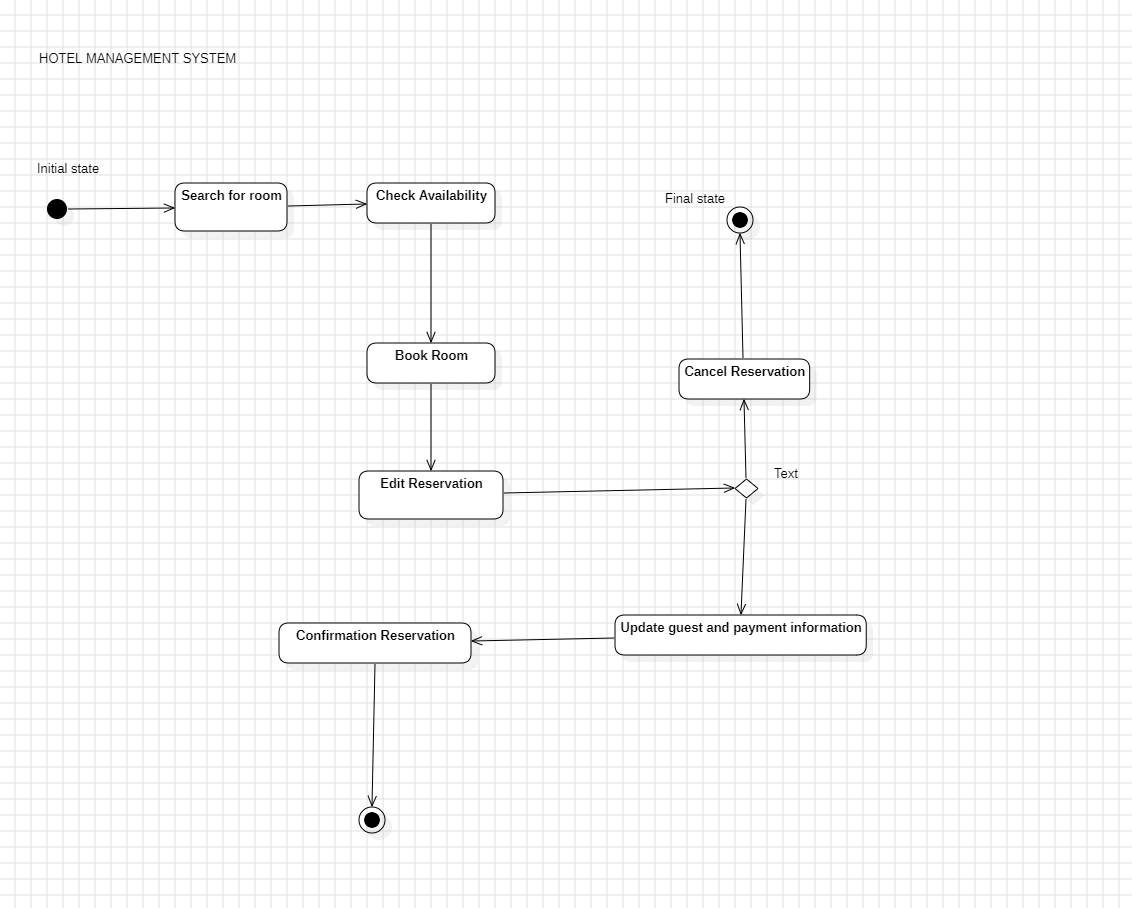 HOTEL MANAGEMENT SYSTEM
Initial state
Search for room
Check Availability
Final state
Book Room
Cancel Reservation
Edit Reservation
Text
Update guest and payment information
Confirmation Reservation